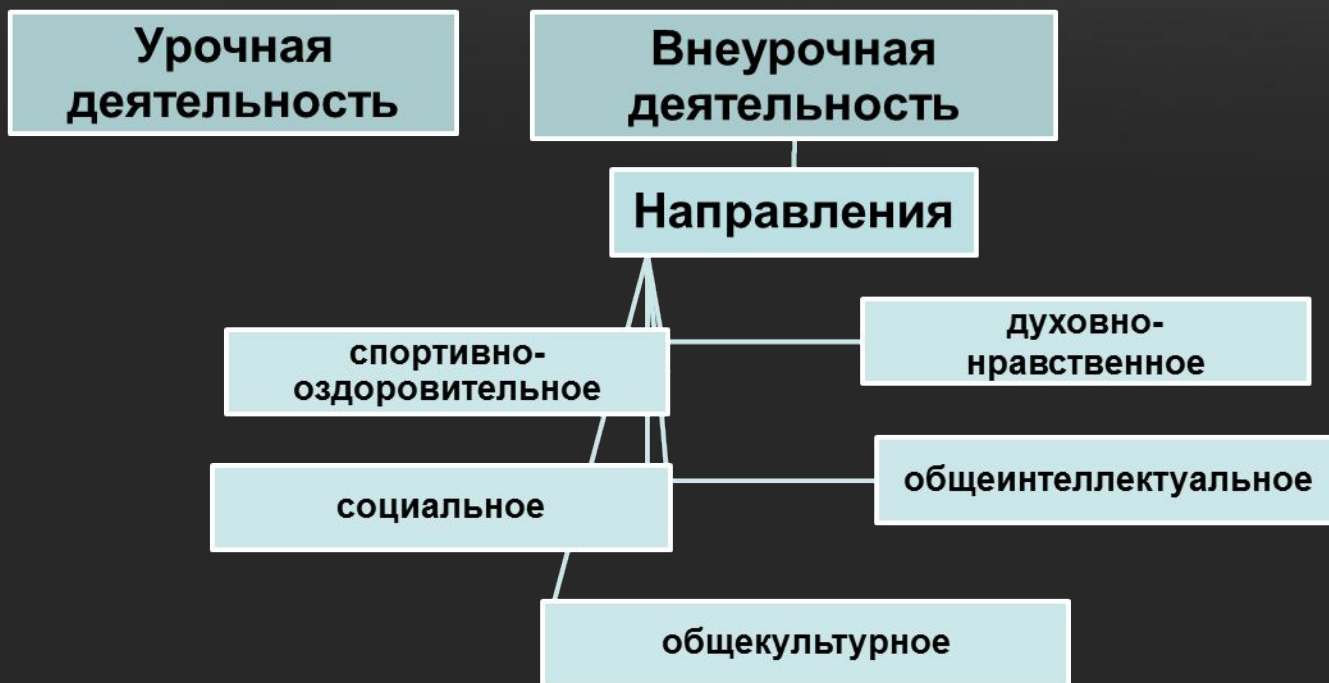 Урочная
деятельность
Внеурочная
деятельность
Направления
спортивно-
оздоровительное
духовно-
нравственное
социальное
общеинтеллектуальное
общекультурное